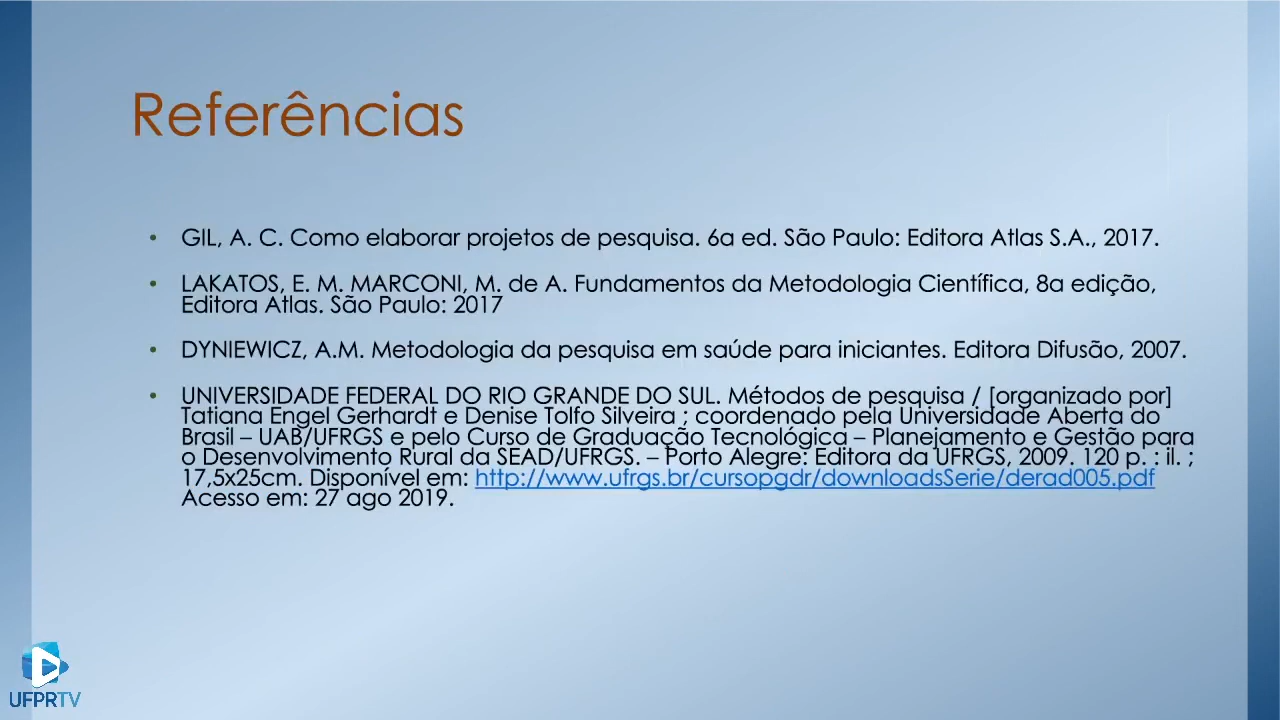 Referências
• GIL, A. C. Como elaborar projetos de pesquisa. 6a ed. São Paulo: Editora Atlas S.A., 2017.
• LAKATOS, E. M. MARCONI, M. de A. Fundamentos da Metodologia Científica, 8a edição,
Editora Atlas. São Paulo: 2017
• DYNIEWICZ, A.M. Metodologia da pesquisa em saúde para iniciantes. Editora Difusão, 2007.
• UNIVERSIDADE FEDERAL DO RIO GRANDE DO SUL. Métodos de pesquisa / [organizado por]
Tatiana Engel Gerhardt e Denise Tolfo Silveira ; coordenado pela Universidade Aberta do
Brasil – UAB/UFRGS e pelo Curso de Graduação Tecnológica – Planejamento e Gestão para
o Desenvolvimento Rural da SEAD/UFRGS. – Porto Alegre: Editora da UFRGS, 2009. 120 p. : il. ;
17,5x25cm. Disponível em: http://www.ufrgs.br/cursopgdr/downloadsSerie/derad005.pdf
Acesso em: 27 ago 2019.
UFPRTV